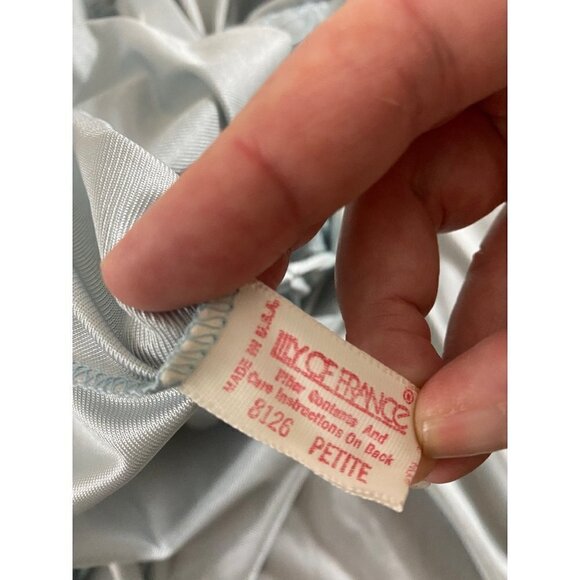 MADE IN U.S.A.
LILY OF FRANCE ®
Fiber Contents And
Care Instructions On Back
8126 PETITE